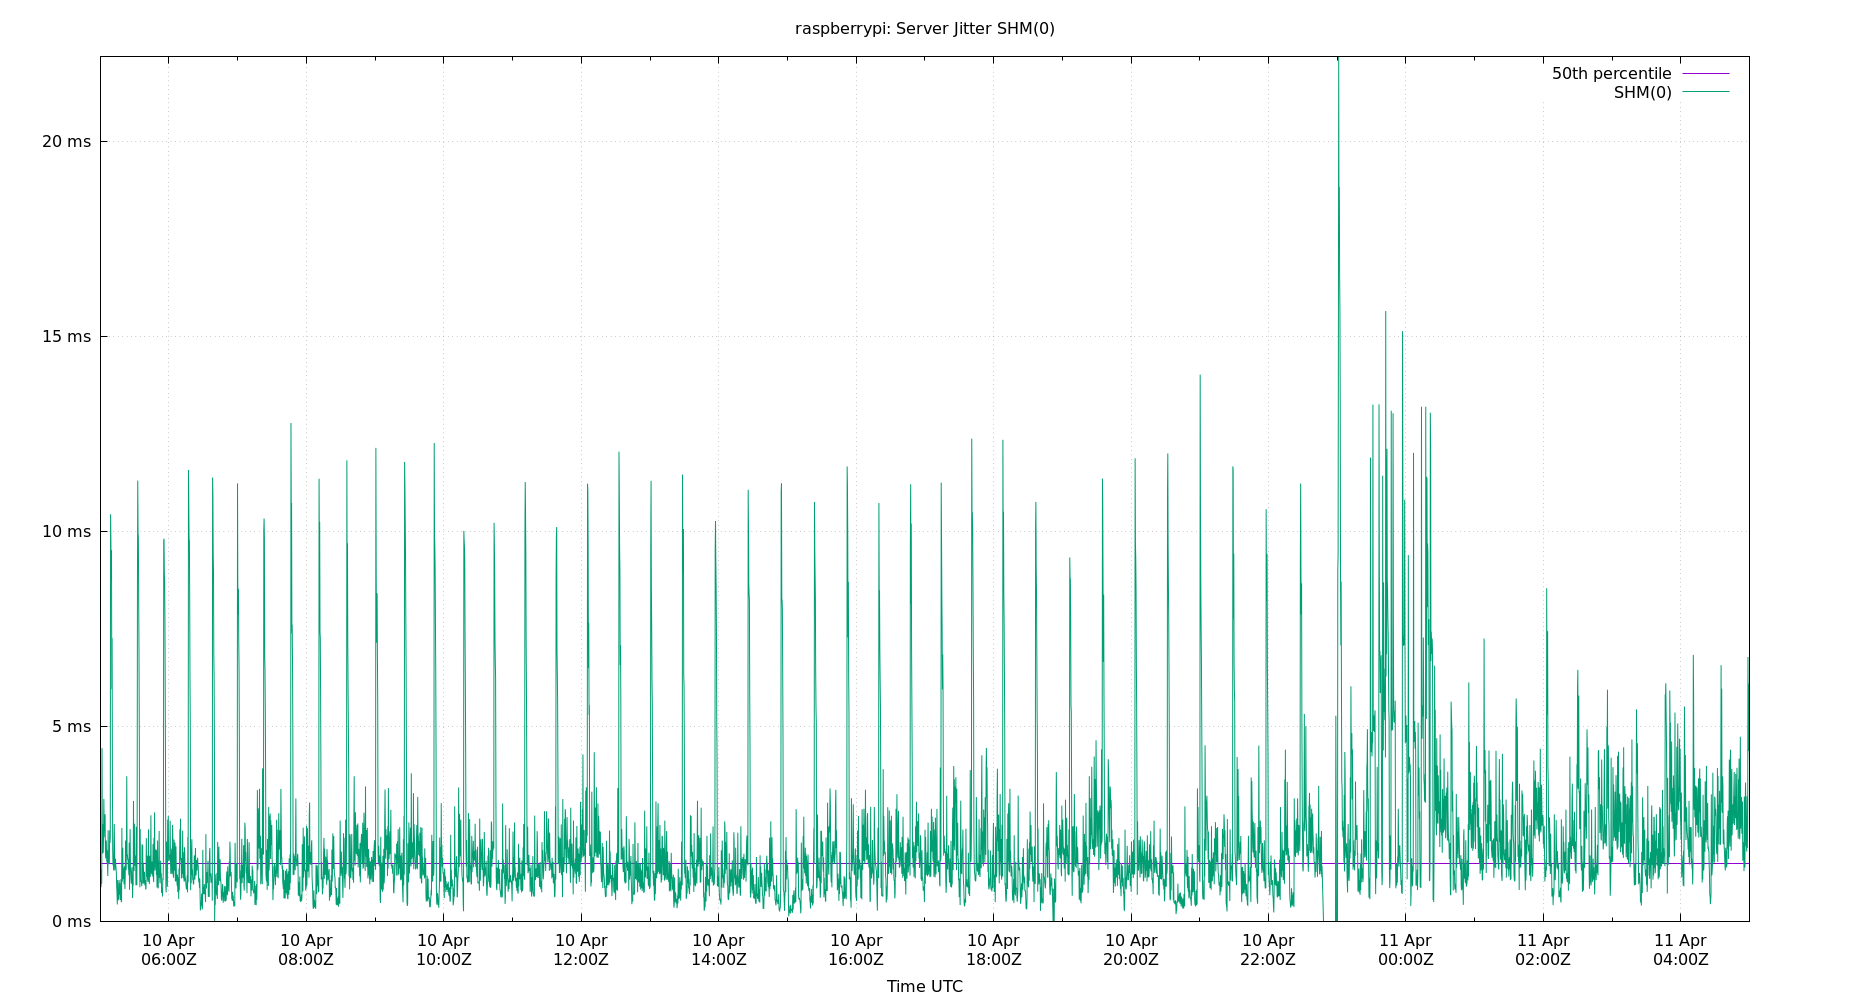 raspberrypi: Server Jitter SHM(0)
50th percentile
SHM(0)
20 ms
15 ms
10 ms
5 ms
0 ms
10 Apr 10 Apr 10 Apr 10 Apr 10 Apr 10 Apr 10 Apr 10 Apr 10 Apr 11 Apr 11 Apr 11 Apr
06:00Z 08:00Z 10:00Z 12:00Z 14:00Z 16:00Z 18:00Z 20:00Z 22:00Z 00:00Z 02:00Z 04:00Z
Time UTC